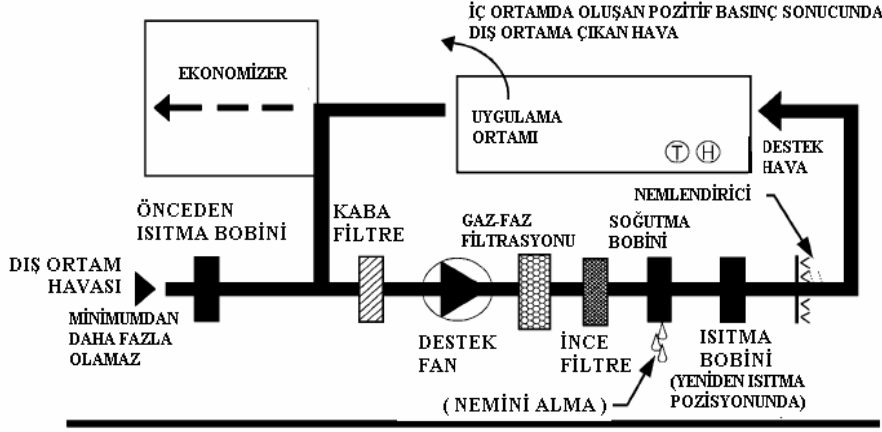 İÇ ORTAMDA OLUŞAN POZİTİF BASINÇ SONUCUNDA
DIŞ ORTAMA ÇIKAN HAVA
EKONOMİZER
UYGULAMA
ORTAMI
T H
DESTEK
HAVA
NEMLENDİRİCİ
ÖNCEDEN
ISITMA BOBİNİ
KABA
FİLTRE
GAZ-FAZ
FİLTRASYONU
SOĞUTMA
BOBİNİ
DIŞ ORTAM
HAVASI
MİNİMUMDAN
DAHA FAZLA
OLAMAZ
DESTEK
FAN
İNCE
FİLTRE
ISITMA
BOBİNİ
(YENİDEN ISITMA
POZİSYONUNDA)
( NEMİNİ ALMA )